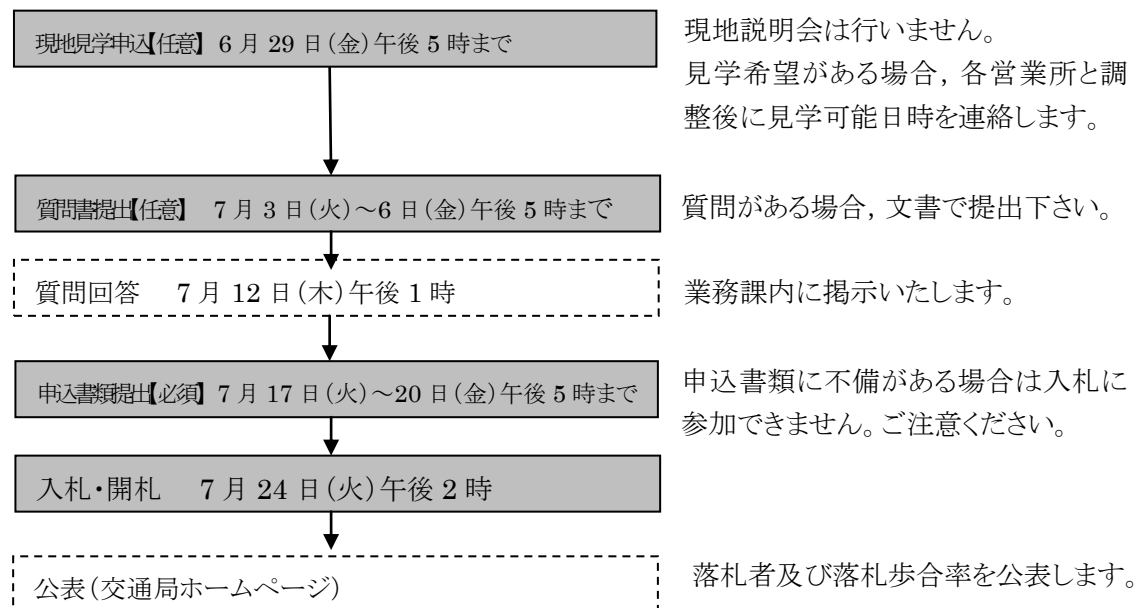 現地見学申込【任意】 6月29日（金）午後5時まで
現地説明会は行いません。
見学希望がある場合，各営業所と調
整後に見学可能日時を連絡します。
質問書提出【任意】 7月3日（火）～6日（金）午後5時まで
質問がある場合，文書で提出下さい。
質問回答 7月12日（木）午後1時
業務課内に掲示いたします。
申込書類提出【必須】 7月17日（火）～20日（金）午後5時まで
申込書類に不備がある場合は入札に
参加できません。ご注意ください。
入札・開札 7月24日（火）午後2時
公表（交通局ホームページ）
落札者及び落札歩合率を公表します。